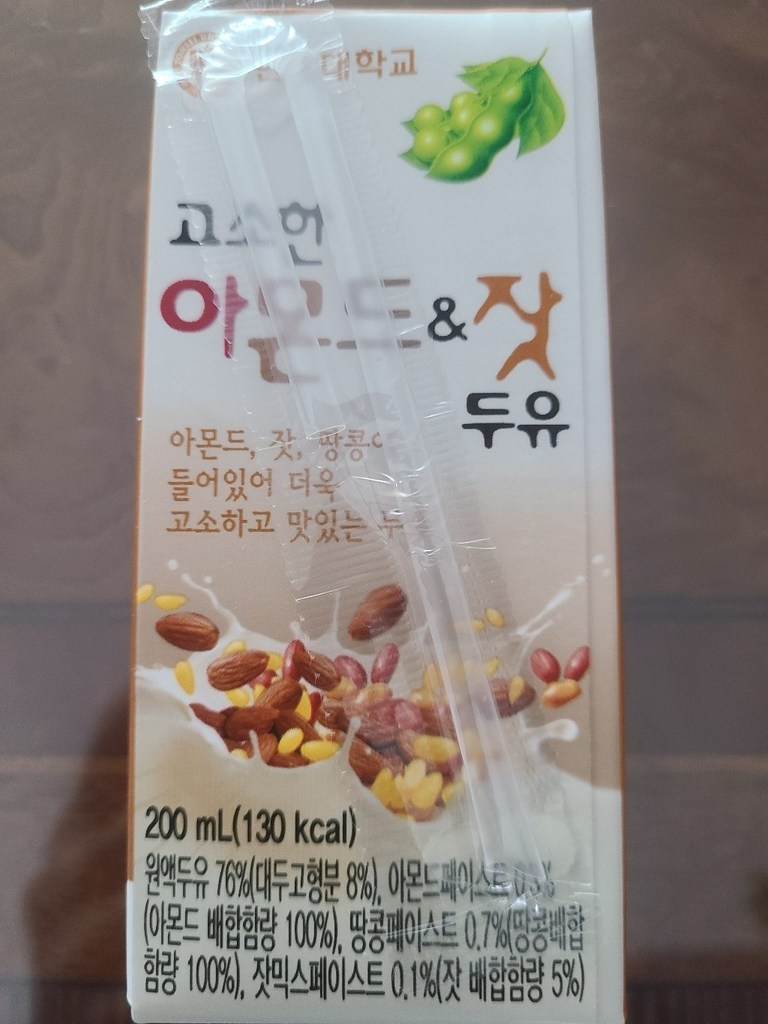 대학교
고소한
아몬드&잣
두유
아몬드, 잣, 땅콩이
들어있어 더욱
고소하고 맛있는 두
200 mL(130 kcal)
원액두유 76%(대두고형분 8%), 아몬드페이스트
(아몬드 배합함량 100%), 땅콩페이스트 0.7%(땅콩배합
함량 100%), 잣믹스페이스트 0.1%(잣 배합함량 5%)